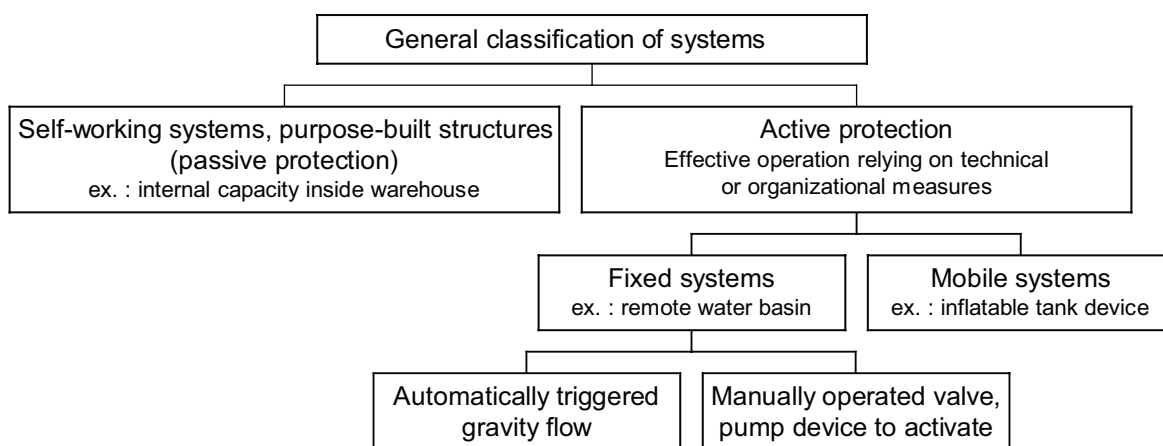 General classification of systems
Self-working systems, purpose-built structures
(passive protection)
ex. : internal capacity inside warehouse
Active protection
Effective operation relying on technical
or organizational measures
Fixed systems
ex. : remote water basin
Mobile systems
ex. : inflatable tank device
Automatically triggered
gravity flow
Manually operated valve,
pump device to activate